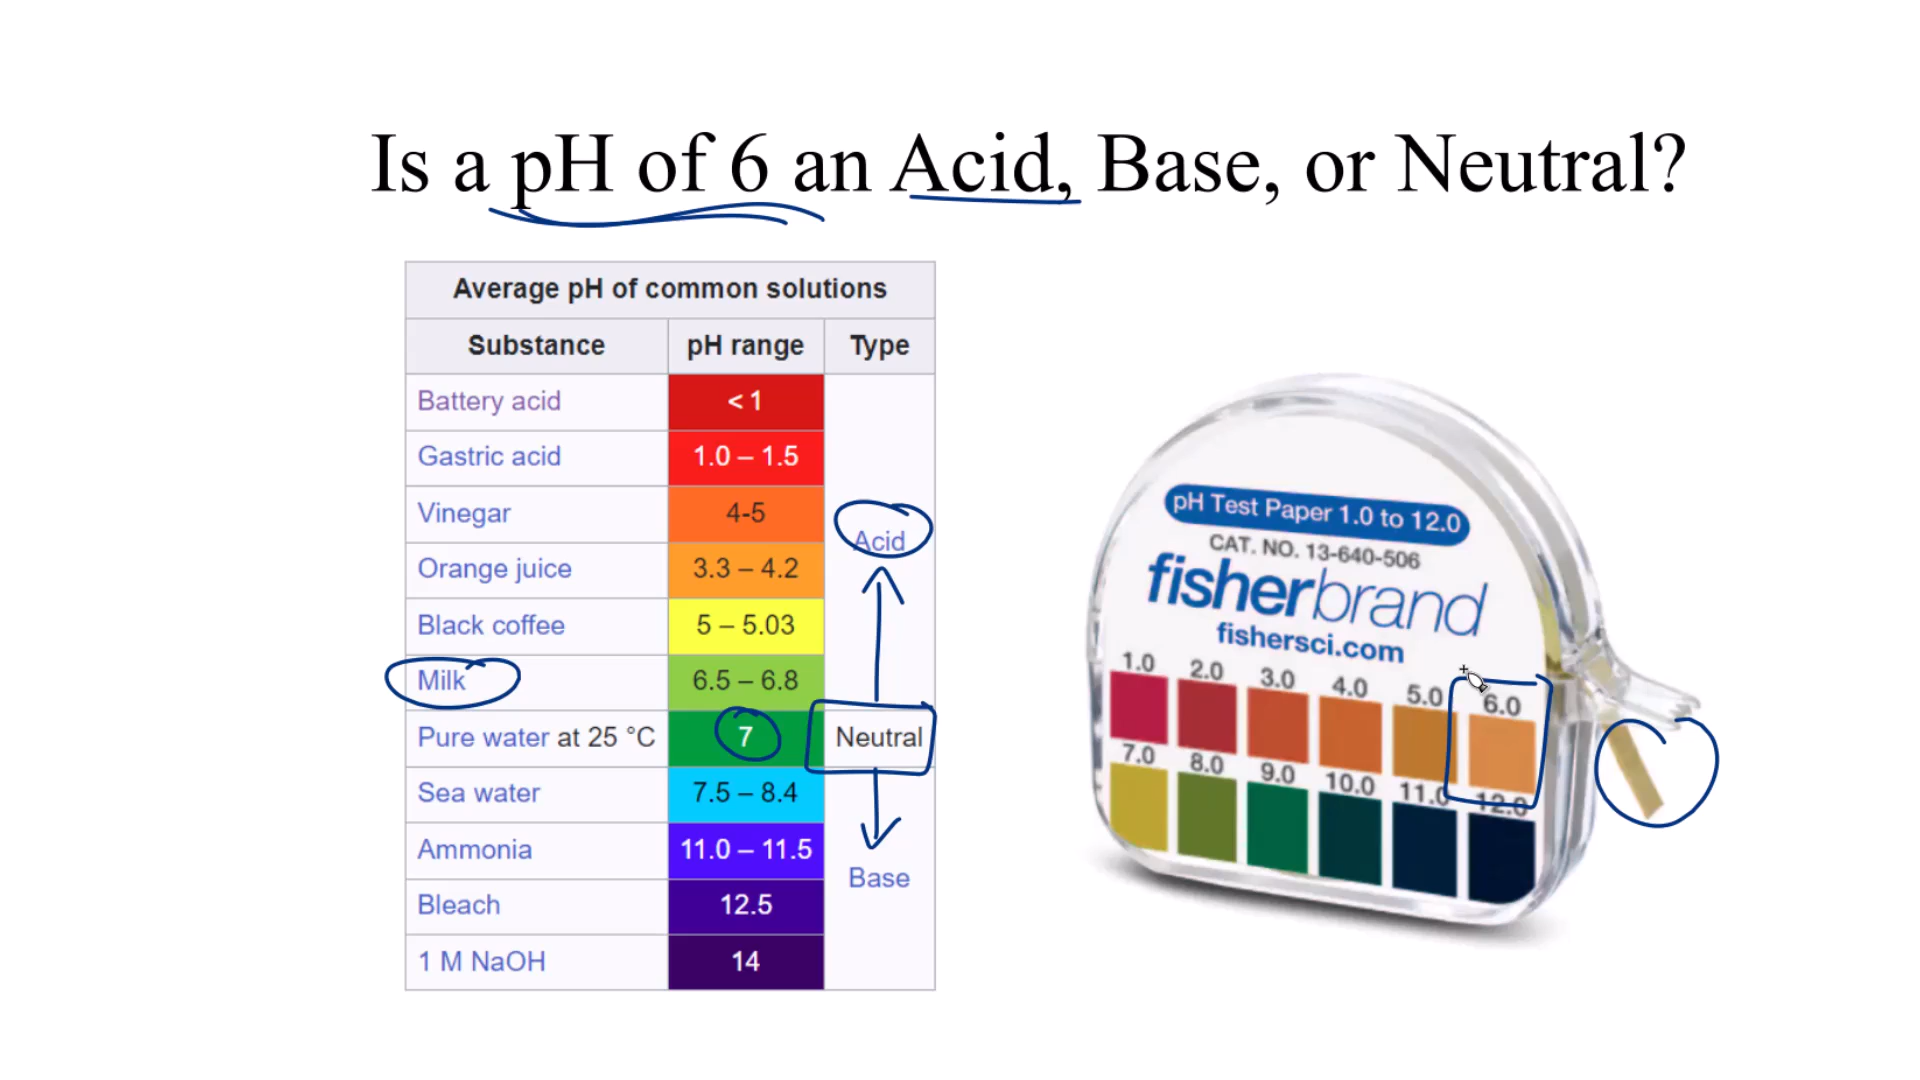 Is a pH of 6 an Acid, Base, or Neutral?
Average pH of common solutions
Substance pH range Type
Battery acid < 1
Gastric acid 1.0 – 1.5
Vinegar 4-5
Acid
Orange juice 3.3 – 4.2
Black coffee 5 – 5.03
Milk 6.5 – 6.8
Pure water at 25 °C 7 Neutral
Sea water 7.5 – 8.4
Ammonia 11.0 – 11.5
Base
Bleach 12.5
1 M NaOH 14
pH Test Paper 1.0 to 12.0
CAT. NO. 13-640-506
fisherbrand
fishersci.com
1.0 2.0 3.0 4.0 5.0 6.0
7.0 8.0 9.0 10.0 11.0 12.0